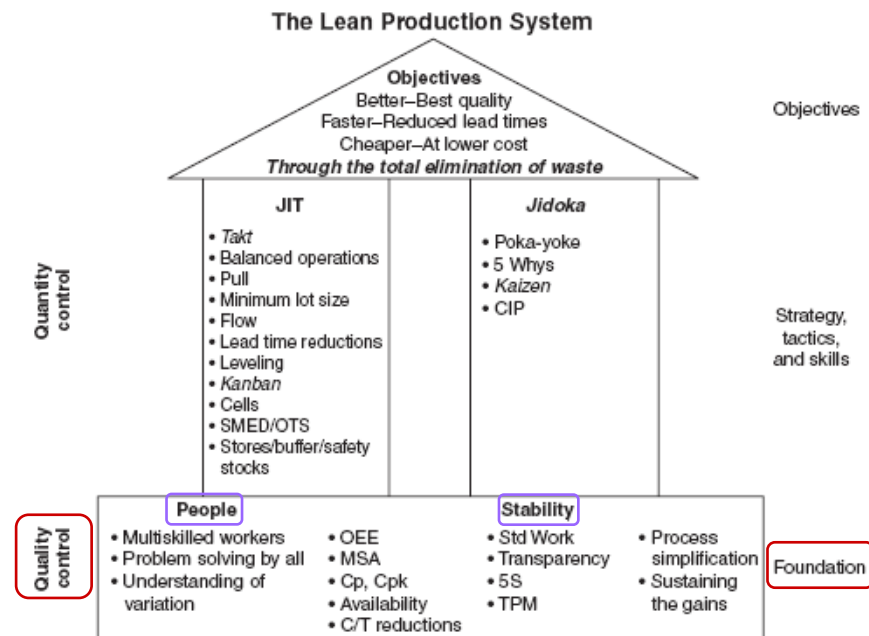 The Lean Production System
Objectives
Better–Best quality
Faster–Reduced lead times
Cheaper–At lower cost
Through the total elimination of waste
Objectives
Quantity
control
JIT
• Takt
• Balanced operations
• Pull
• Minimum lot size
• Flow
• Lead time reductions
• Leveling
• Kanban
• Cells
• SMED/OTS
• Stores/buffer/safety
stocks
Jidoka
• Poka-yoke
• 5 Whys
• Kaizen
• CIP
Strategy,
tactics,
and skills
Quality
control
People
• Multiskilled workers
• Problem solving by all
• Understanding of
variation
• OEE
• MSA
• Cp, Cpk
• Availability
• C/T reductions
Stability
• Std Work
• Transparency
• 5S
• TPM
• Process
simplification
• Sustaining
the gains
Foundation